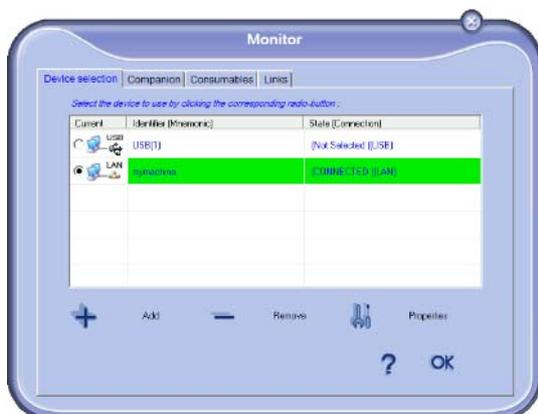 Monitor
Device selection Companion Consumables Links
Select the device to use by clicking the corresponding radio-button :
Current Identifier (Mnemonic) State (Connection)
USB USB(1) (Not Selected )(USB)
LAN mymachine (CONNECTED )(LAN)
Add Remove Properties
? OK